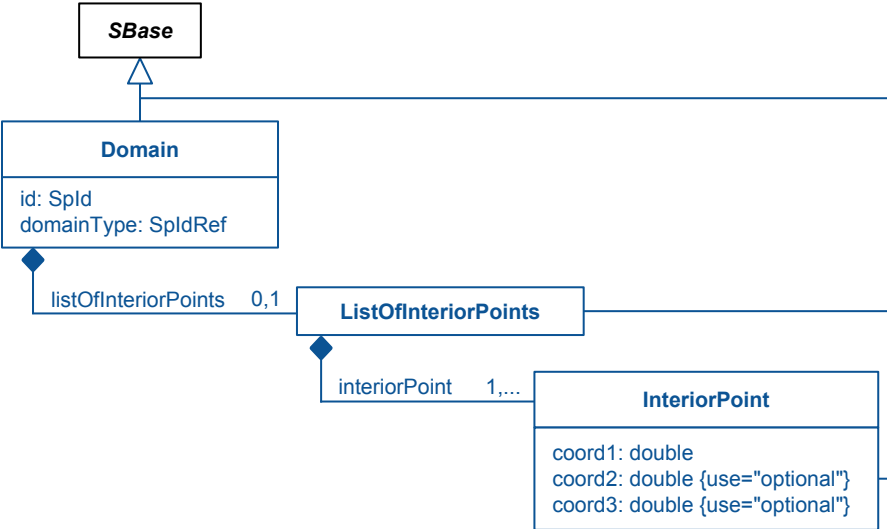 SBase
Domain
id: SpId
domainType: SpIdRef
listOfInteriorPoints 0,1
ListOfInteriorPoints
interiorPoint 1,...
InteriorPoint
coord1: double
coord2: double {use="optional"}
coord3: double {use="optional"}